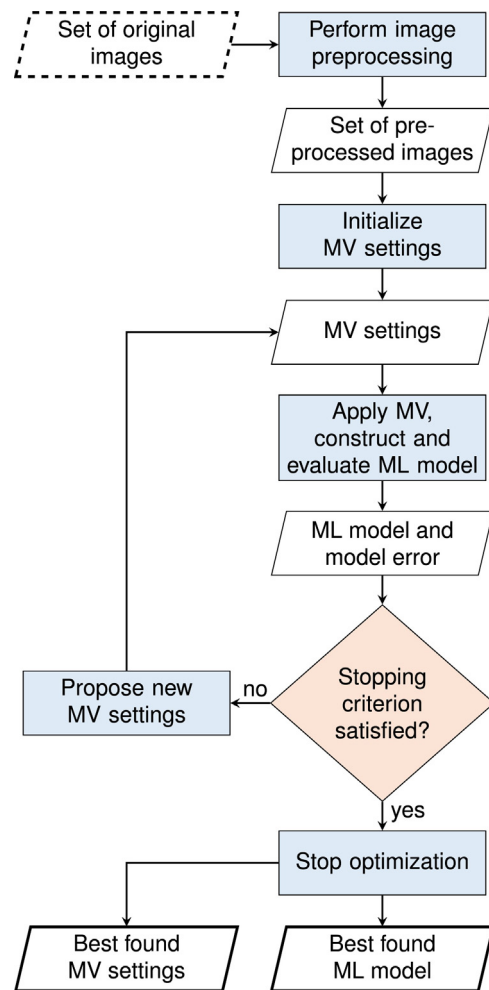 Set of original
images
Perform image
preprocessing
Set of pre-
processed images
Initialize
MV settings
MV settings
Apply MV,
construct and
evaluate ML model
ML model and
model error
Stopping
criterion
satisfied?
no
Propose new
MV settings
yes
Stop optimization
Best found
MV settings
Best found
ML model